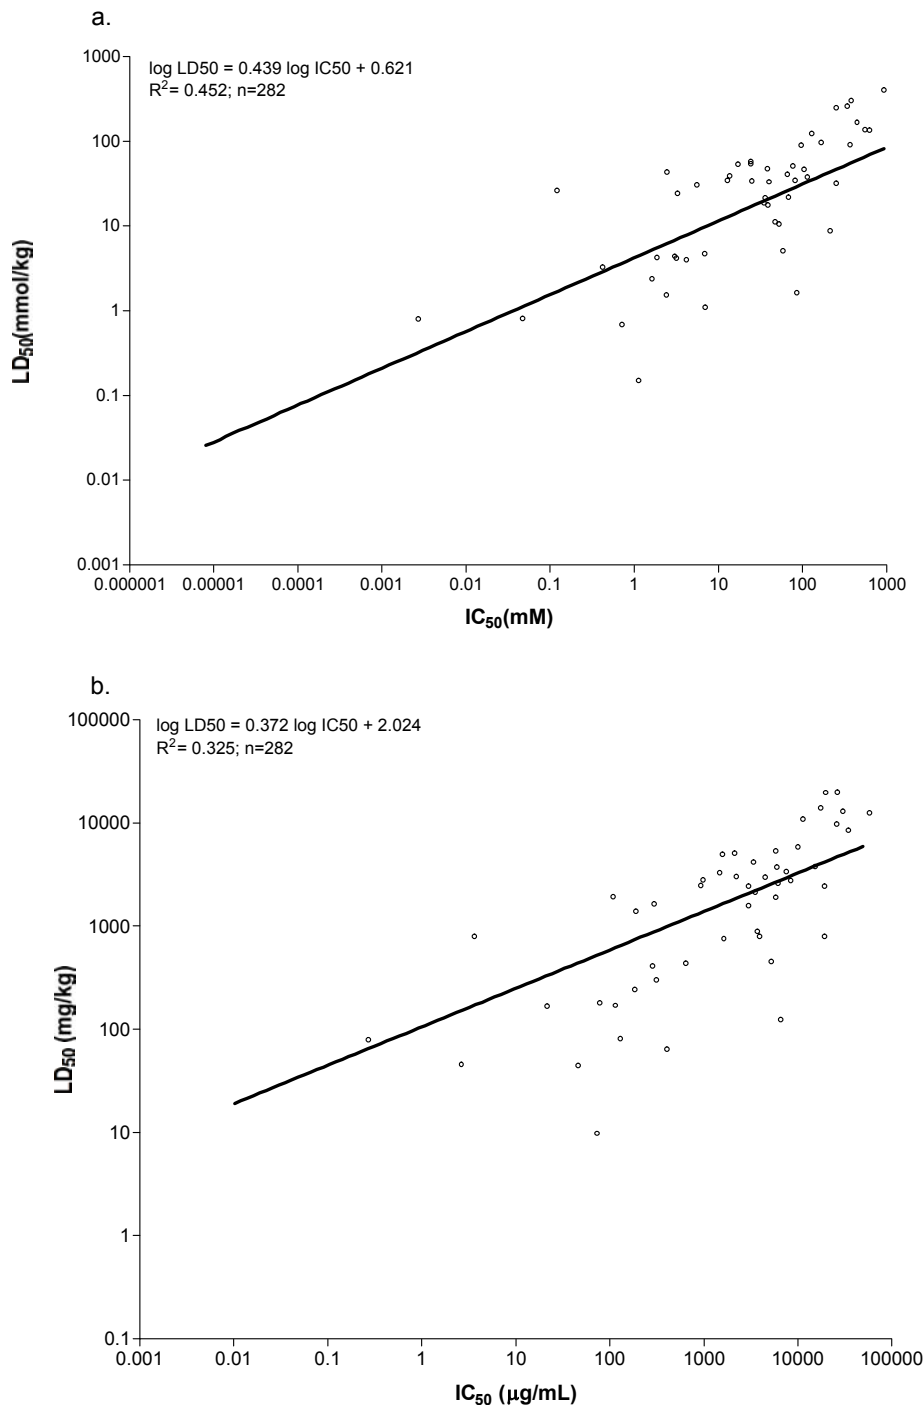 a.
log LD50 = 0.439 log IC50 + 0.621
R²= 0.452; n=282
1000
100
10
1
0.1
0.01
0.001
LD₅₀(mmol/kg)
0.000001 0.00001 0.0001 0.001 0.01 0.1 1 10 100 1000
IC₅₀(mM)
b.
log LD50 = 0.372 log IC50 + 2.024
R²= 0.325; n=282
100000
10000
1000
100
10
1
0.1
LD₅₀ (mg/kg)
0.001 0.01 0.1 1 10 100 1000 10000 100000
IC₅₀ (μg/mL)